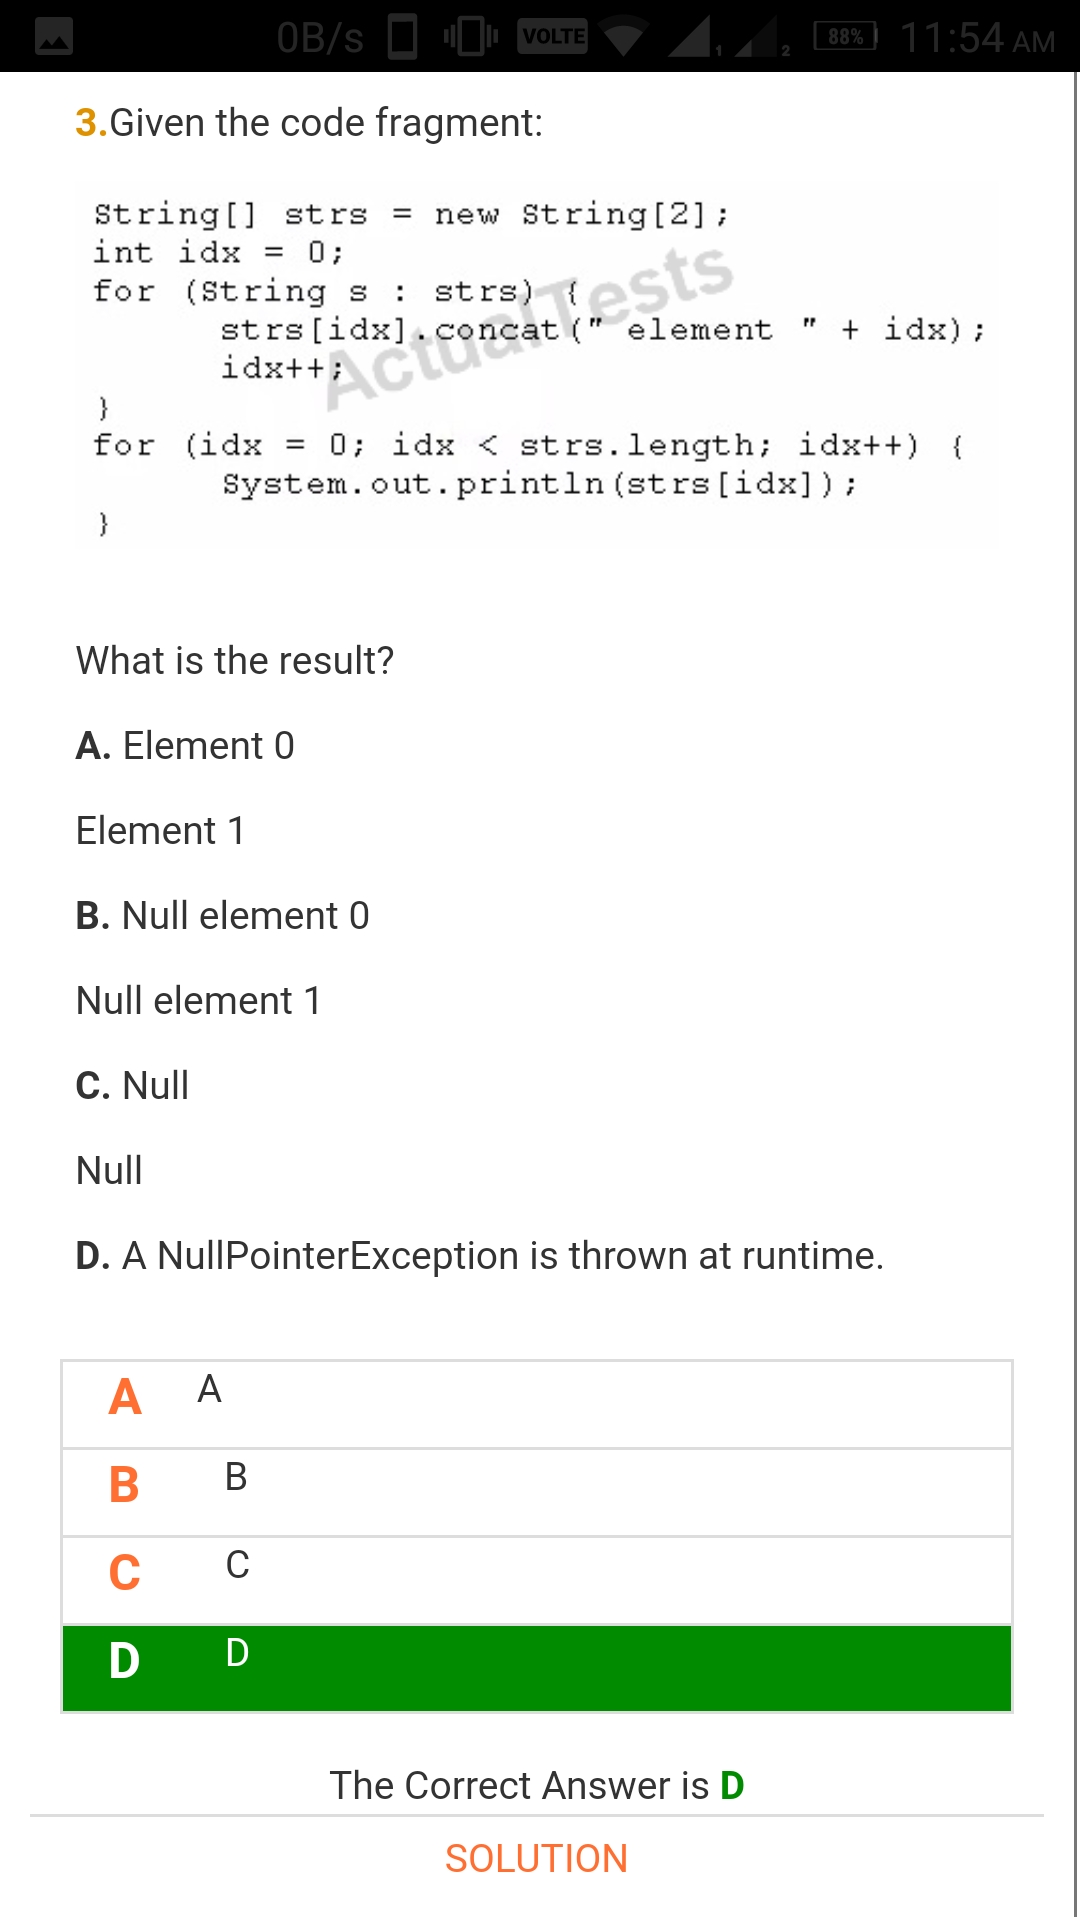 0B/s VOLTE 1 2 88% 11:54 AM
3.Given the code fragment:
String[] strs = new String[2];
int idx = 0;
for (String s : strs) {
strs[idx].concat(" element " + idx);
idx++;
}
for (idx = 0; idx < strs.length; idx++) {
System.out.println(strs[idx]);
}
ActualTests
What is the result?
A. Element 0
Element 1
B. Null element 0
Null element 1
C. Null
Null
D. A NullPointerException is thrown at runtime.
A A
B B
C C
D D
The Correct Answer is D
SOLUTION